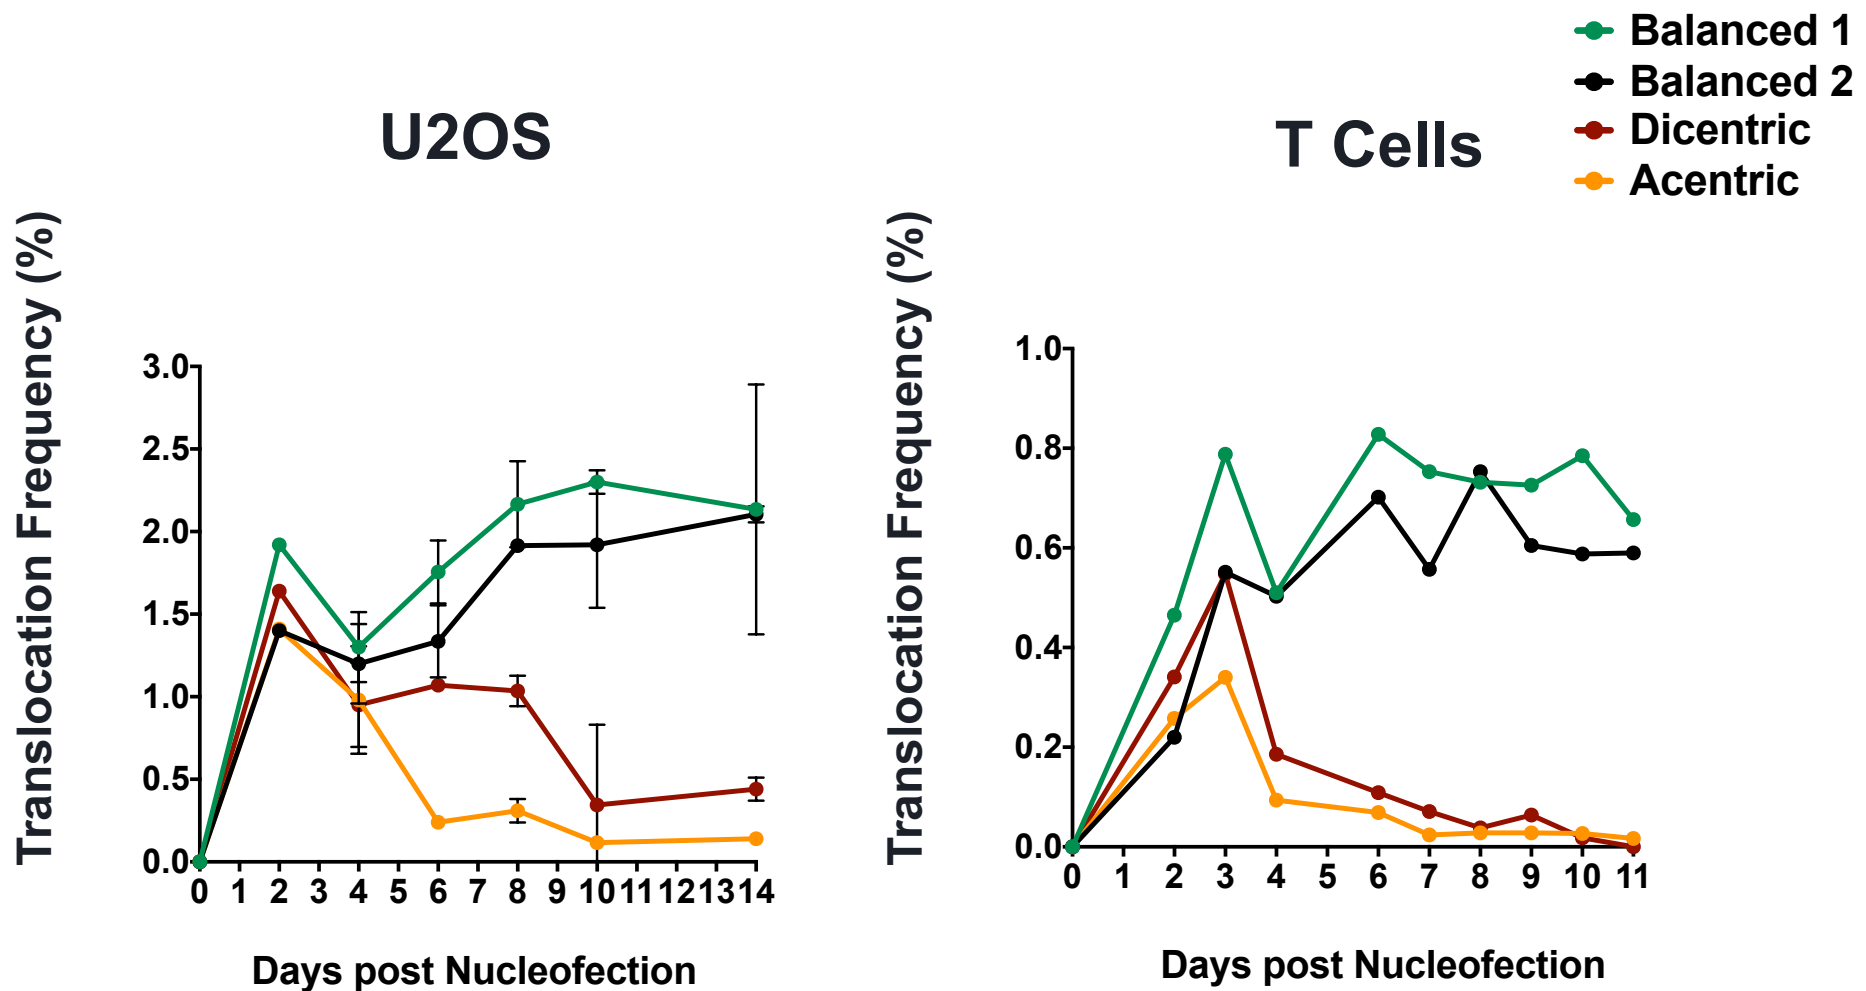 Balanced 1
Balanced 2
Dicentric
Acentric
U2OS
T Cells
Translocation Frequency (%)
3.0
2.5
2.0
1.5
1.0
0.5
0.0
0 1 2 3 4 5 6 7 8 9 10 11 12 13 14
Days post Nucleofection
Translocation Frequency (%)
1.0
0.8
0.6
0.4
0.2
0.0
0 1 2 3 4 5 6 7 8 9 10 11
Days post Nucleofection